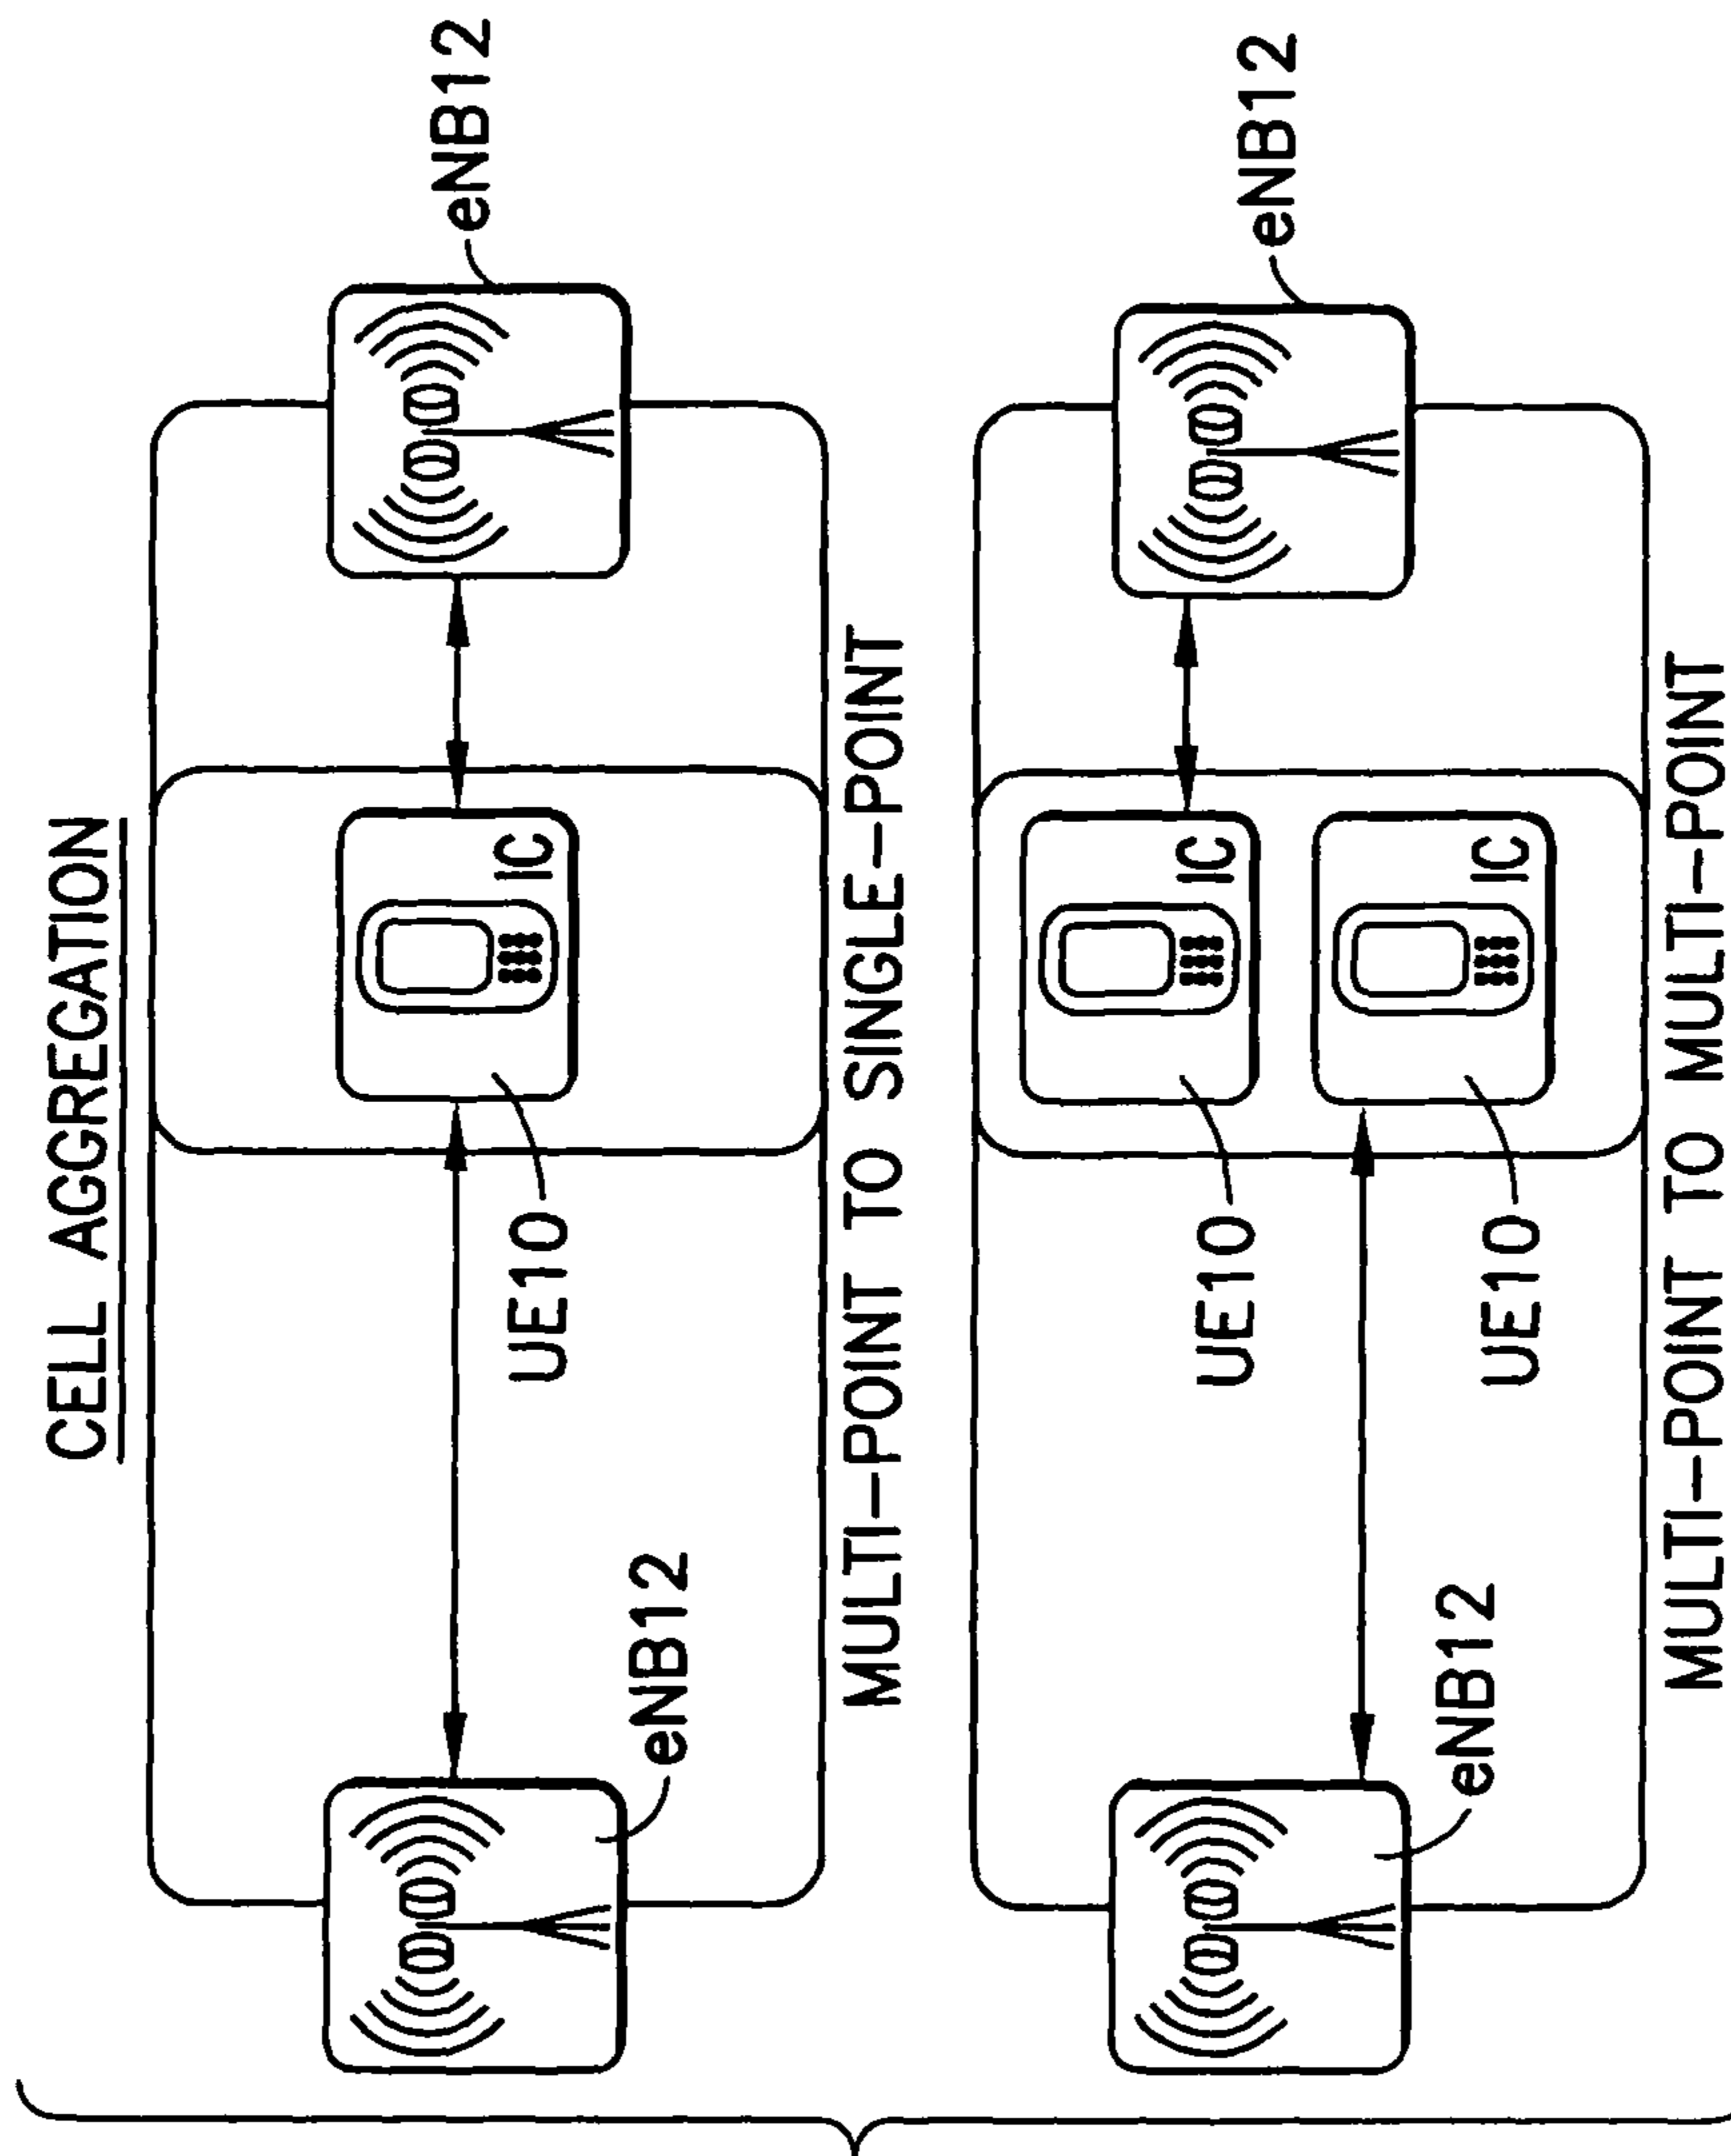 CELL AGGREGATION
eNB12
UE10
IC
eNB12
MULTI-POINT TO SINGLE-POINT
eNB12
UE10
IC
UE10
IC
eNB12
MULTI-POINT TO MULTI-POINT